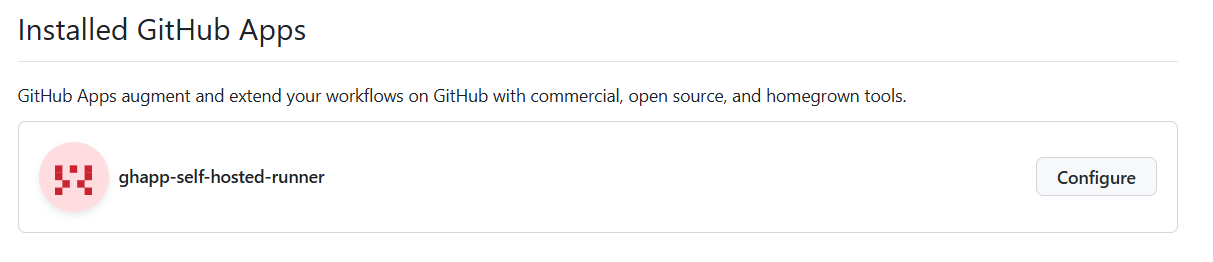 Installed GitHub Apps
GitHub Apps augment and extend your workflows on GitHub with commercial, open source, and homegrown tools.
ghapp-self-hosted-runner
Configure